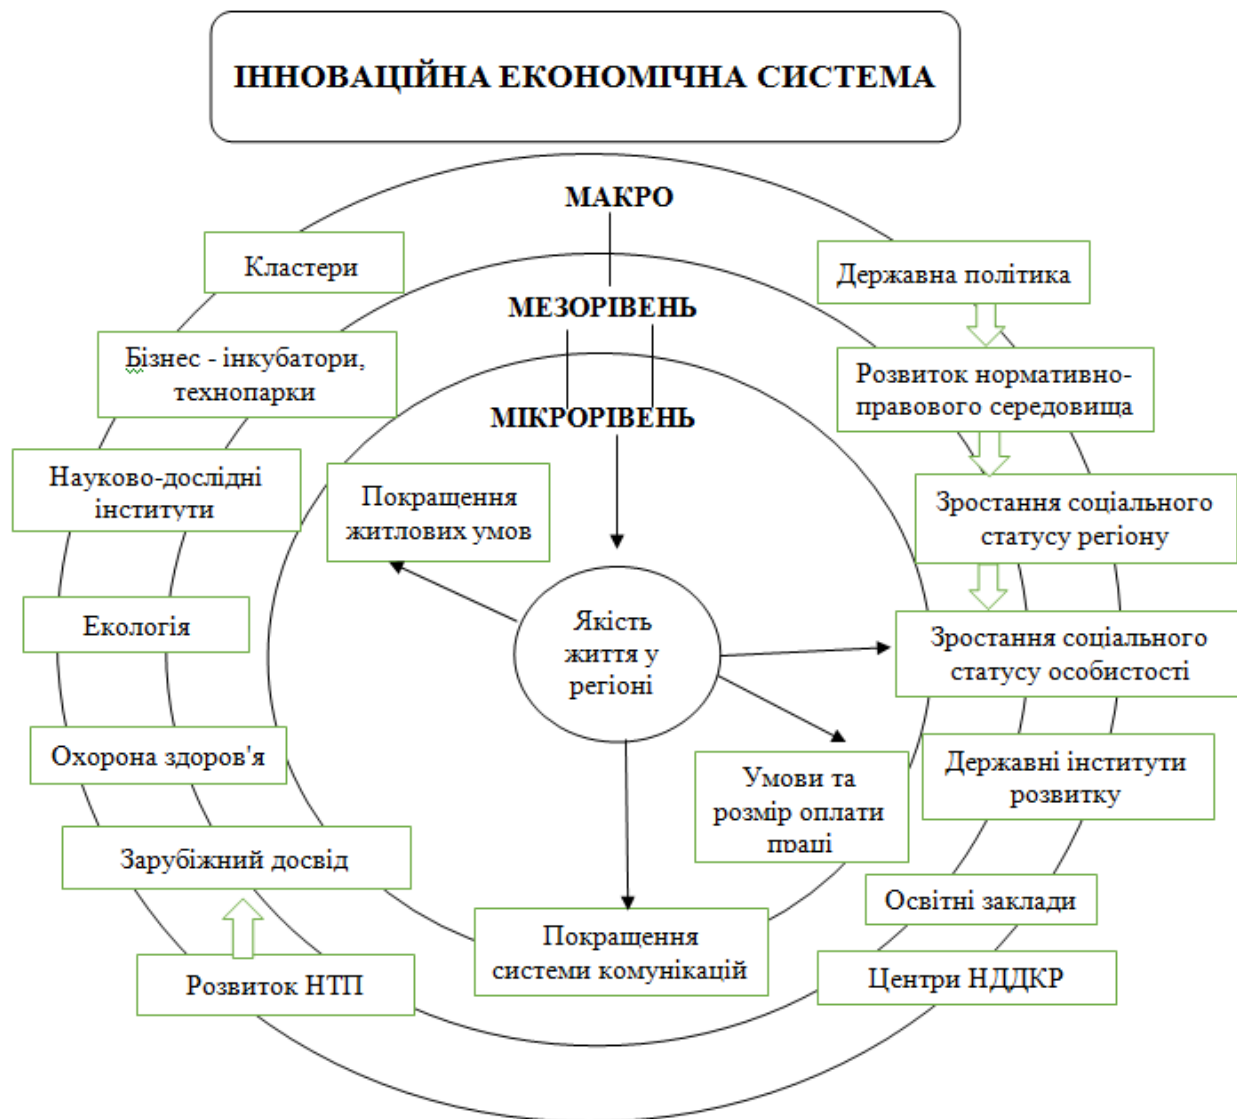 ІННОВАЦІЙНА ЕКОНОМІЧНА СИСТЕМА
МАКРО
Кластери
Державна політика
МЕЗОРІВЕНЬ
Бізнес - інкубатори,
технопарки
Розвиток нормативно-
правового середовища
МІКРОРІВЕНЬ
Науково-дослідні
інститути
Покращення
житлових умов
Зростання соціального
статусу регіону
Екологія
Якість
життя у
регіоні
Зростання соціального
статусу особистості
Охорона здоров'я
Умови та
розмір оплати
праці
Державні інститути
розвитку
Зарубіжний досвід
Освітні заклади
Покращення
системи комунікацій
Розвиток НТП
Центри НДДКР